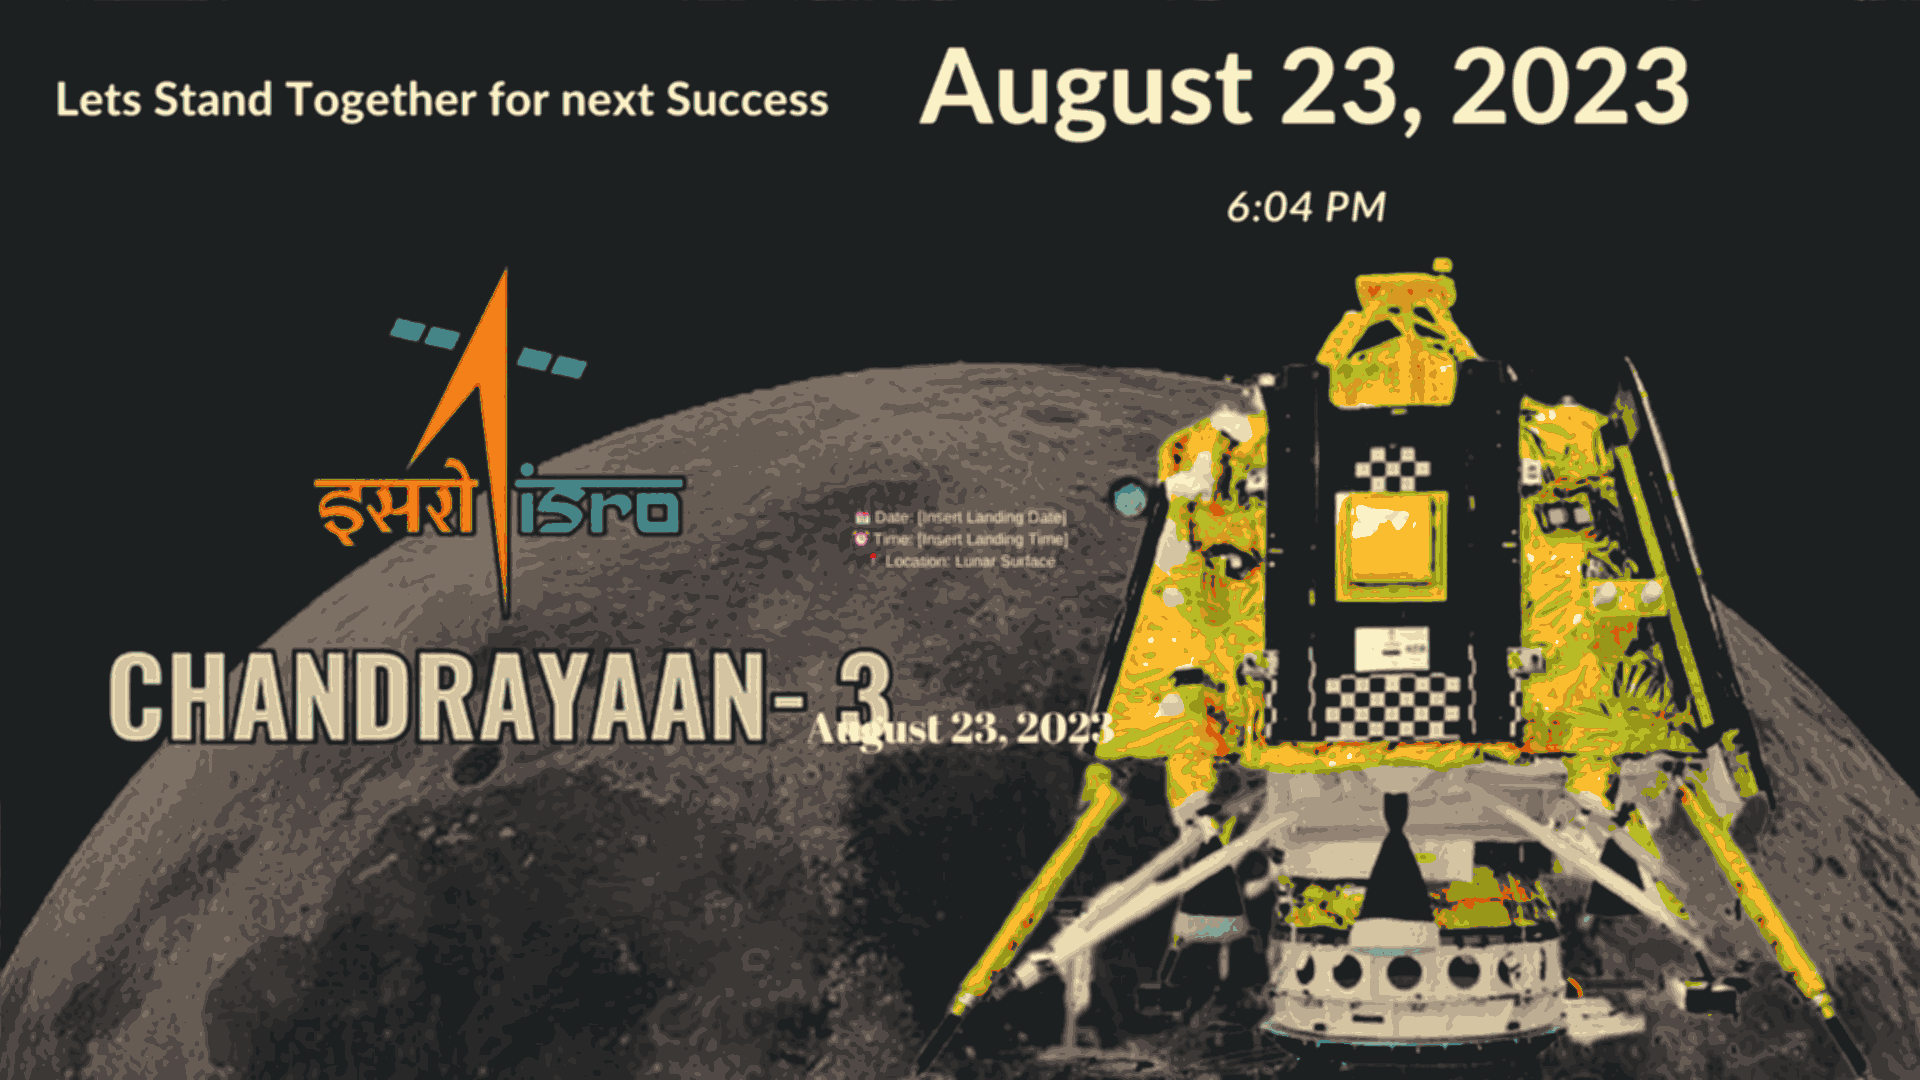 Lets Stand Together for next Success
August 23, 2023
6:04 PM
इसरो isro
Date: [Insert Landing Date]
Time: [Insert Landing Time]
Location: Lunar Surface
CHANDRAYAAN- 3
August 23, 2023